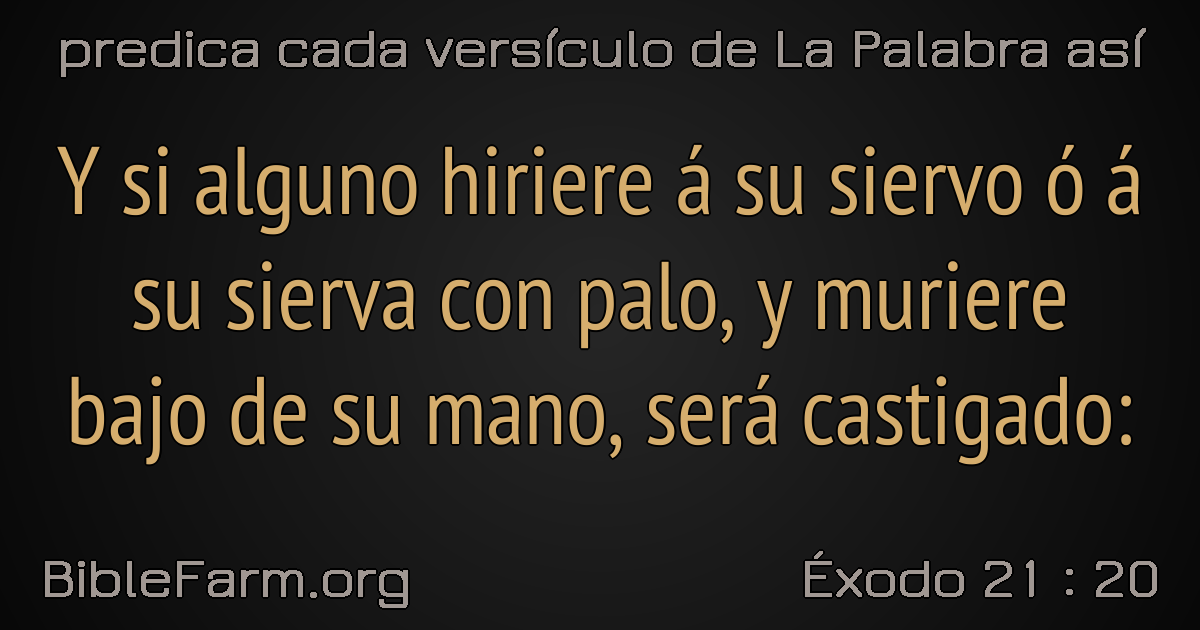 predica cada versículo de La Palabra así
Y si alguno hiriere á su siervo ó á
su sierva con palo, y muriere
bajo de su mano, será castigado:
BibleFarm.org
Éxodo 21 : 20